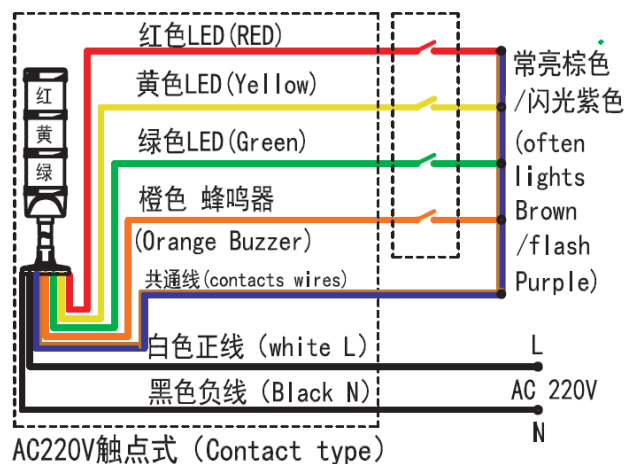 红色LED(RED)
黄色LED(Yellow)
绿色LED(Green)
橙色 蜂鸣器
(Orange Buzzer)
共通线(contacts wires)
白色正线（white L）
黑色负线（Black N）
红
黄
绿
常亮棕色
/闪光紫色
(often
lights
Brown
/flash
Purple)
L
AC 220V
N
AC220V触点式（Contact type）